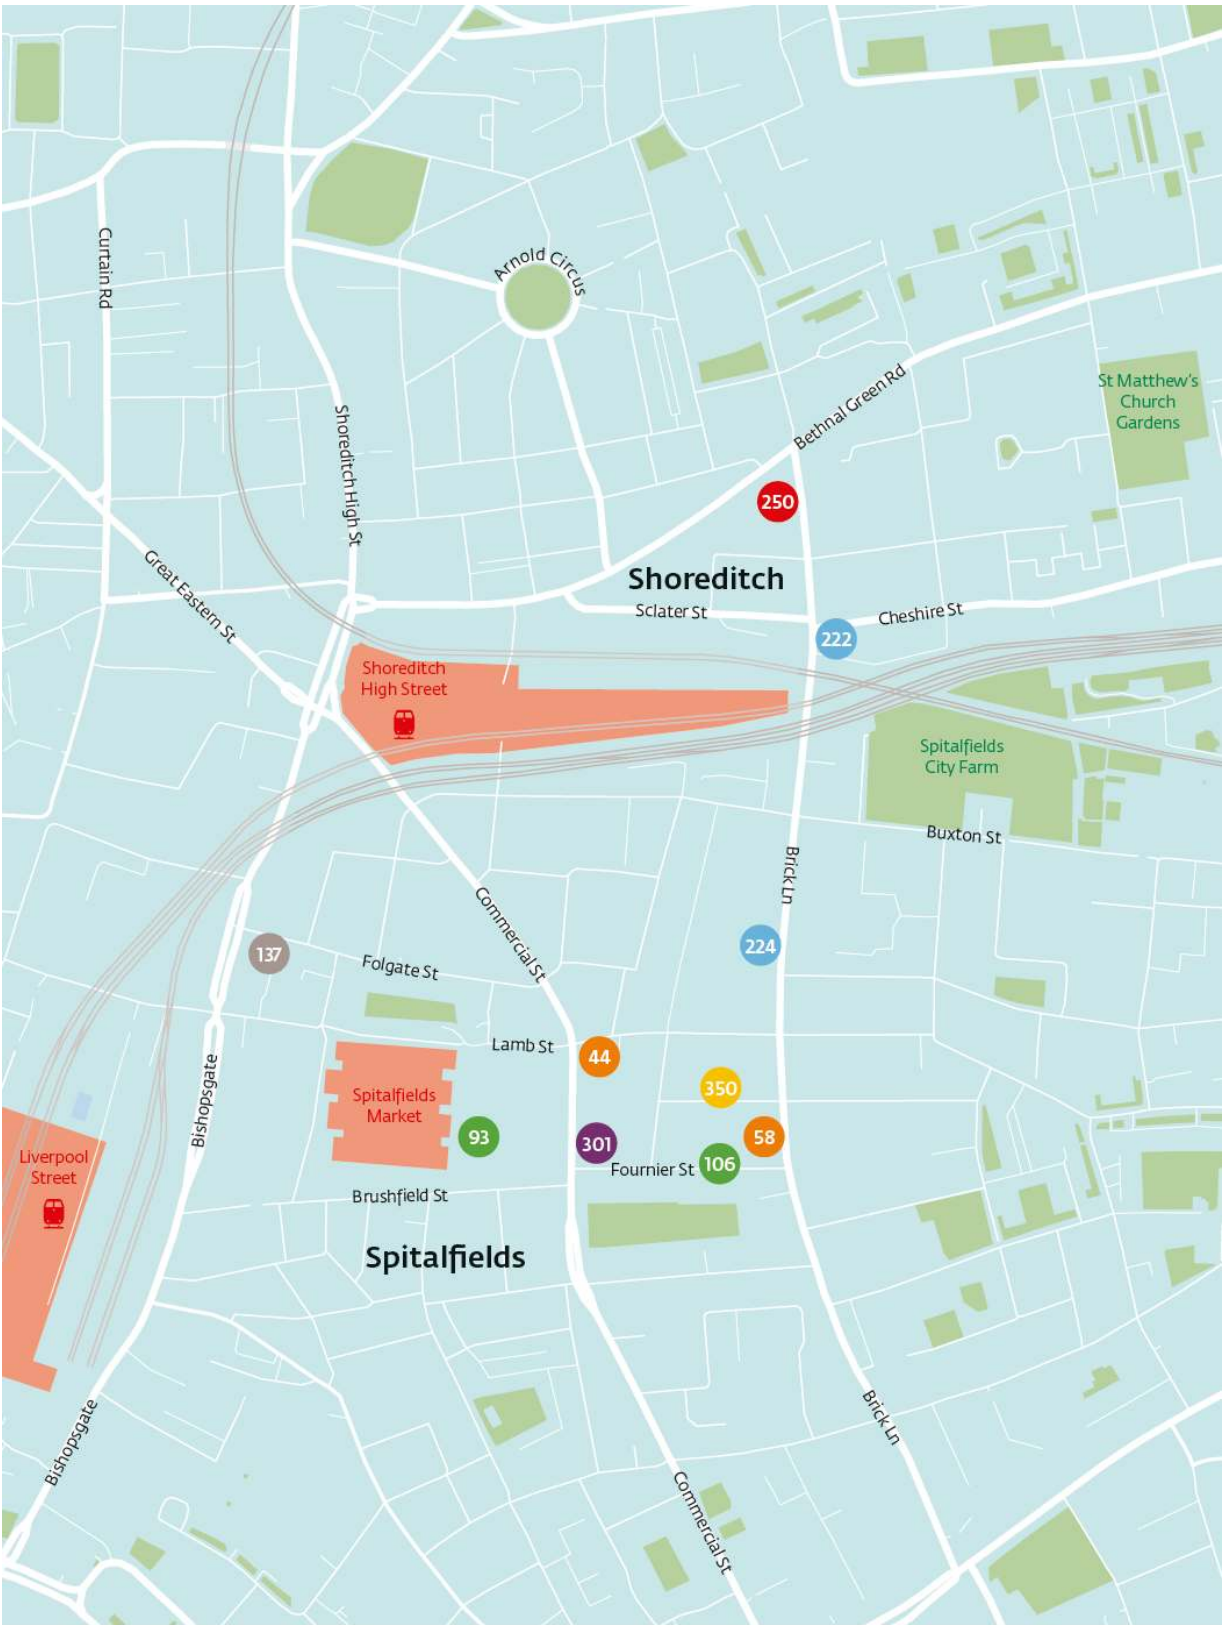 Arnold Circus
Curtain Rd
Bethnal Green Rd
St Matthew's
Church
Gardens
Shoreditch High St
250
Great Eastern St
Shoreditch
Sclater St
Cheshire St
222
Shoreditch
High Street
Spitalfields
City Farm
Buxton St
Brick Ln
Commercial St
137
Folgate St
224
Lamb St
44
Bishopsgate
350
Spitalfields
Market
93
301
58
Liverpool
Street
Fournier St
106
Brushfield St
Spitalfields
Brick Ln
Bishopsgate
Commercial St